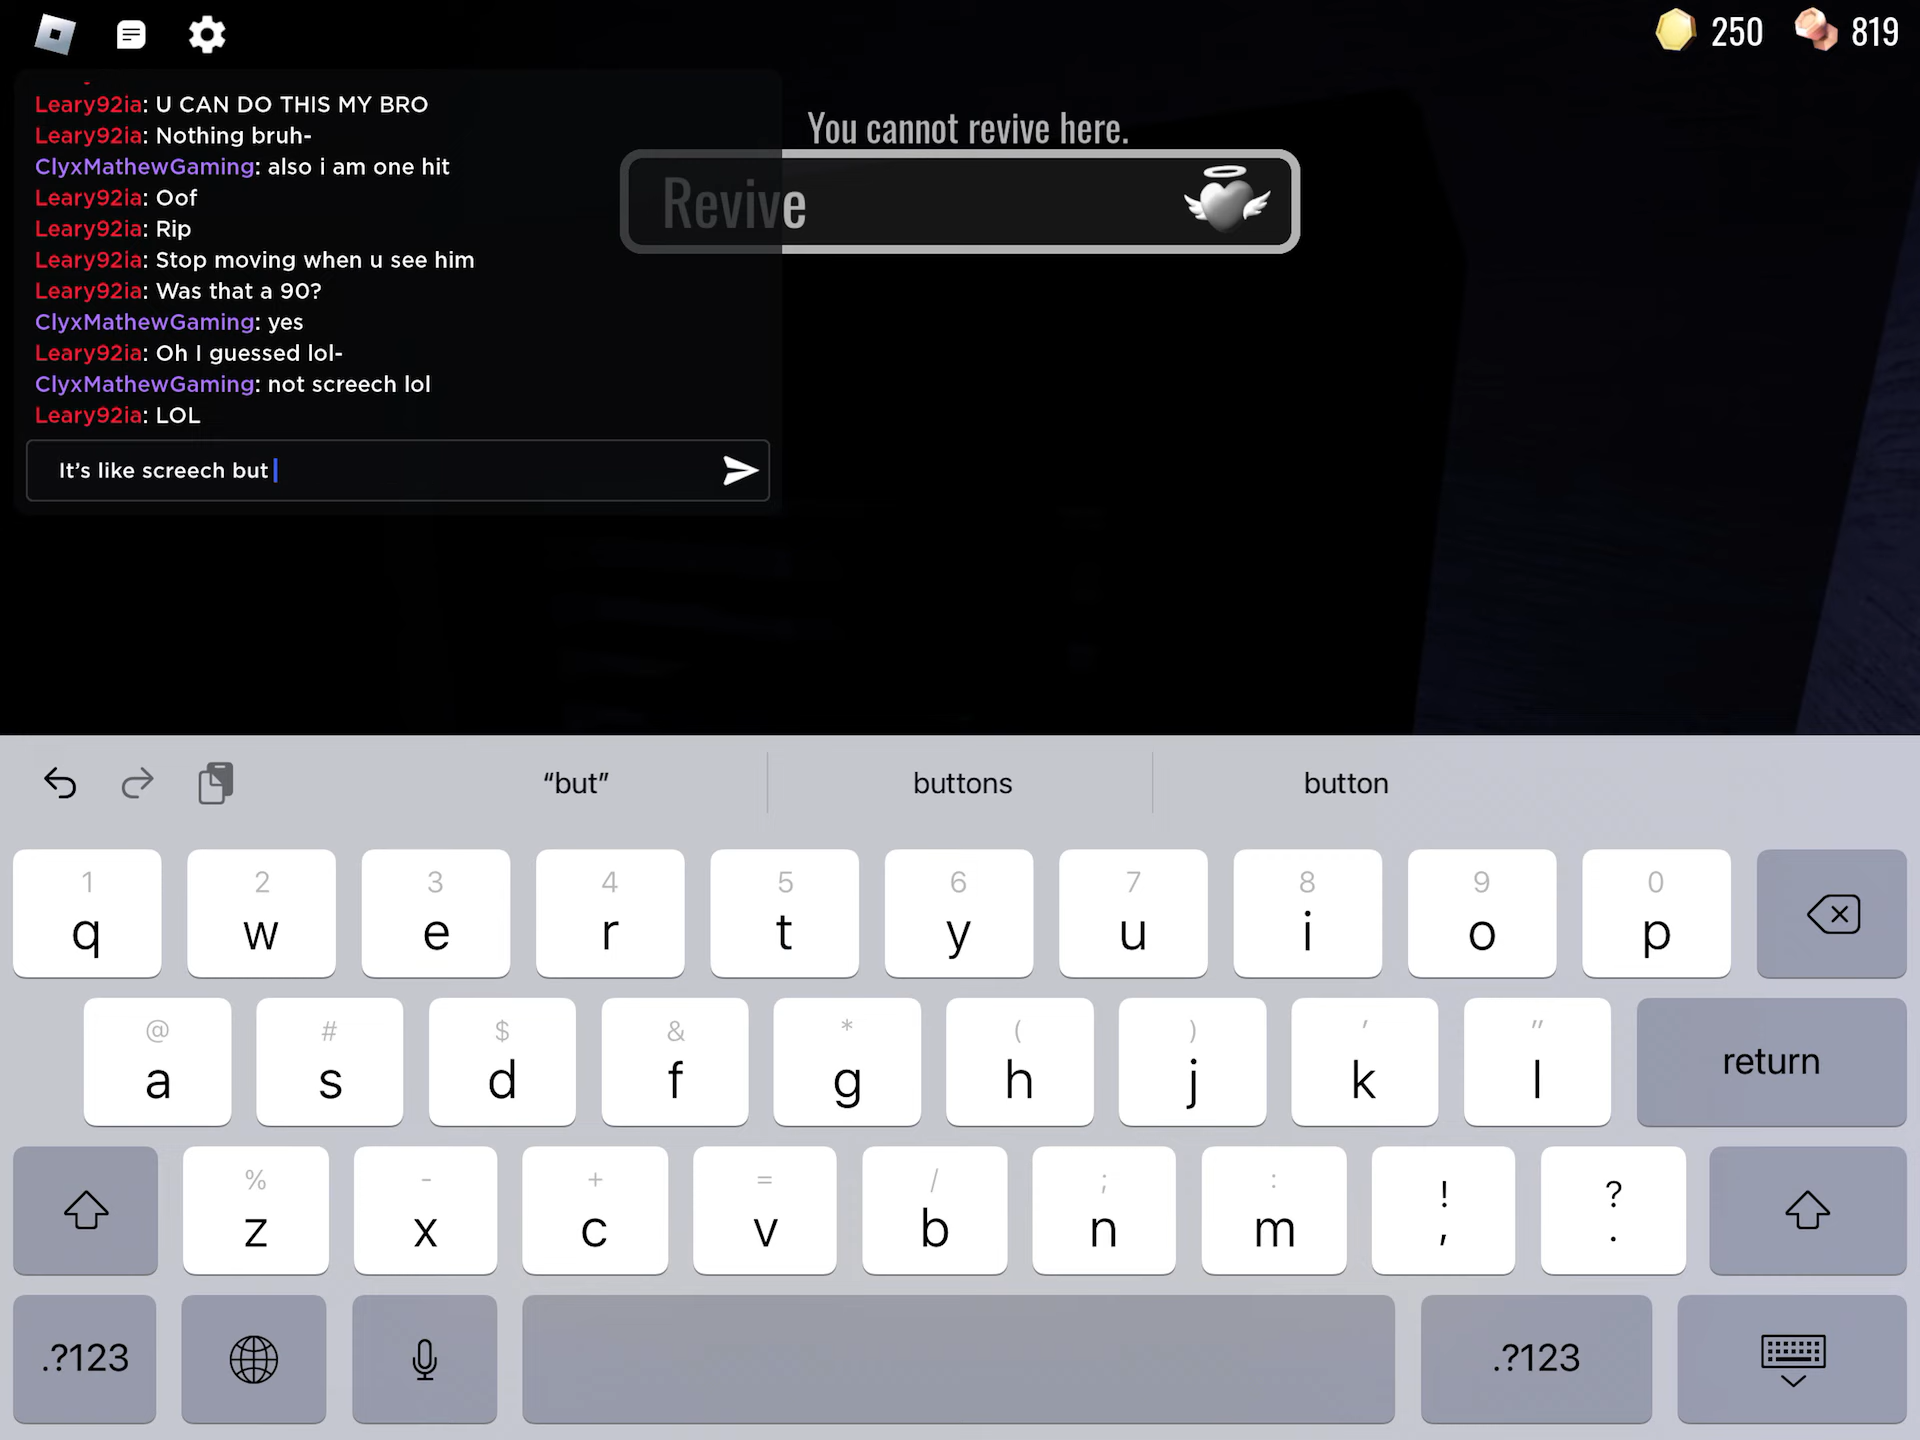 250
819
Leary92ia: U CAN DO THIS MY BRO
Leary92ia: Nothing bruh-
ClyxMathewGaming: also i am one hit
Leary92ia: Oof
Leary92ia: Rip
Leary92ia: Stop moving when u see him
Leary92ia: Was that a 90?
ClyxMathewGaming: yes
Leary92ia: Oh I guessed lol-
ClyxMathewGaming: not screech lol
Leary92ia: LOL
It’s like screech but
You cannot revive here.
Revive
“but” buttons button
1 2 3 4 5 6 7 8 9 0
q w e r t y u i o p
@ # $ & * ( ) ’ ”
a s d f g h j k l return
% - + = / ; : ! ?
z x c v b n m , .
.?123 .?123